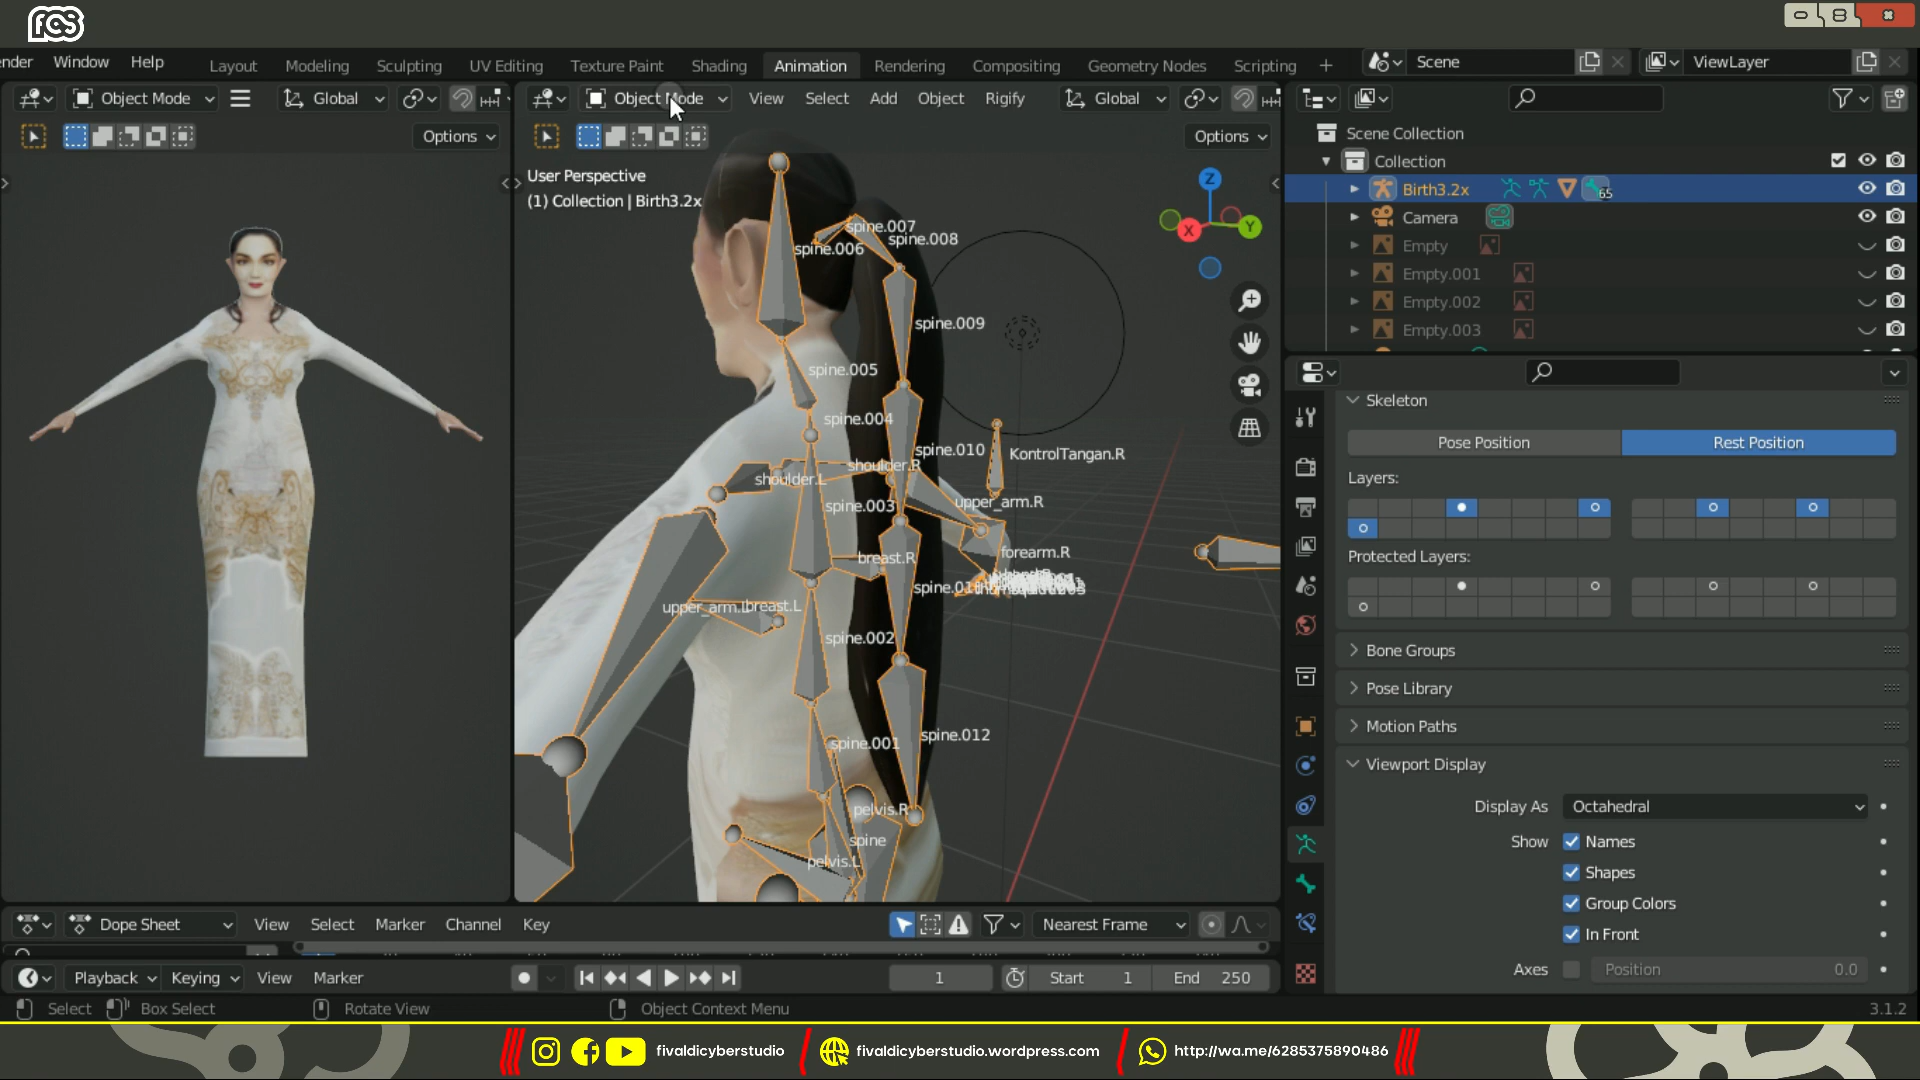 FCS
ender Window Help Layout Modeling Sculpting UV Editing Texture Paint Shading Animation Rendering Compositing Geometry Nodes Scripting + Scene ViewLayer
Object Mode Global Object Mode View Select Add Object Rigify Global
Options Options
User Perspective
(1) Collection | Birth3.2x
Scene Collection
Collection
Birth3.2x 65
Camera
Empty
Empty.001
Empty.002
Empty.003
Z
X Y
spine.007
spine.008
spine.006
spine.009
spine.005
spine.004
spine.010
KontrolTangan.R
shoulder.R
shoulder.L
upper_arm.R
spine.003
forearm.R
breast.R
spine.01
upper_arm.L
breast.L
spine.002
spine.012
spine.001
pelvis.R
spine
pelvis.L
Skeleton
Pose Position Rest Position
Layers:
Protected Layers:
Bone Groups
Pose Library
Motion Paths
Viewport Display
Display As Octahedral
Show Names
Shapes
Group Colors
In Front
Axes Position 0.0
Dope Sheet View Select Marker Channel Key Nearest Frame
Playback Keying View Marker 1 Start 1 End 250
Select Box Select Rotate View Object Context Menu 3.1.2
fivaldicyberstudio fivaldicyberstudio.wordpress.com http://wa.me/6285375890486